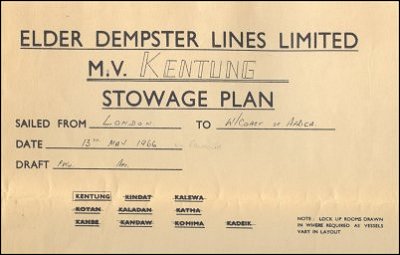 ELDER DEMPSTER LINES LIMITED
M.V. KENTUNG
STOWAGE PLAN
SAILED FROM LONDON TO W/COAST OF AFRICA
DATE 13TH MAY 1966
DRAFT FWD AFT
KENTUNG KINDAT KALEWA
KOYAN KALADAN KATHA
KANBE KANDAW KOHIMA KADEIK
NOTE: LOCK UP ROOMS DRAWN
IN WHERE REQUIRED AS VESSELS
VARY IN LAYOUT